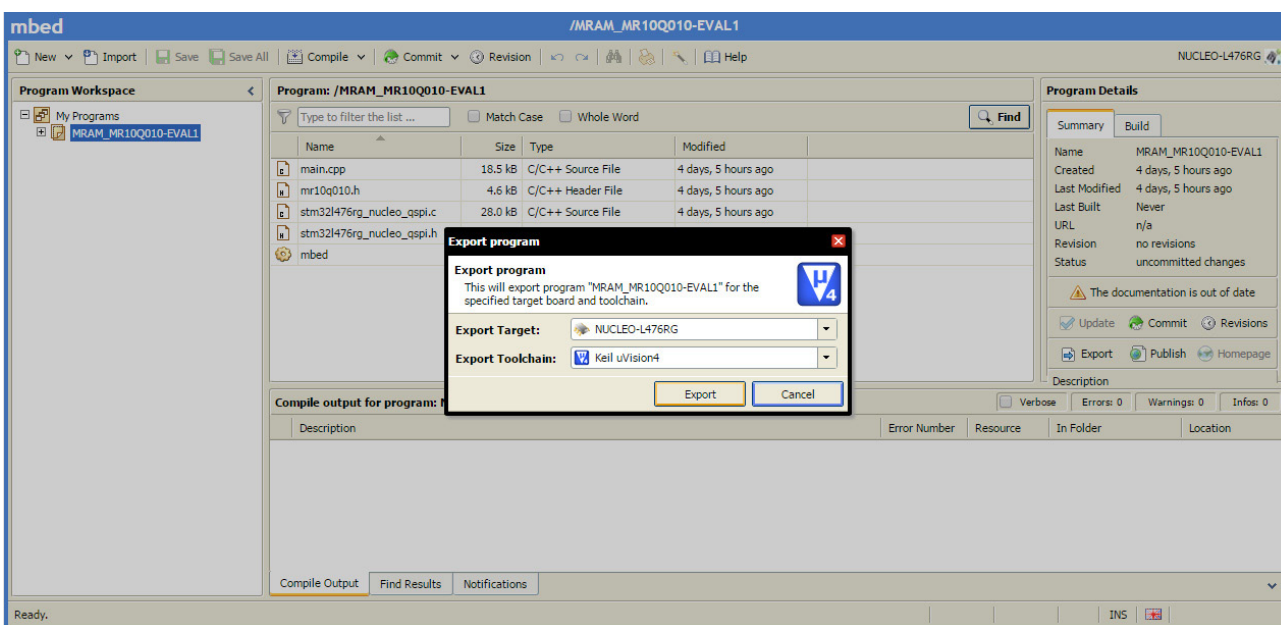 mbed
/MRAM_MR10Q010-EVAL1
New Import Save Save All Compile Commit Revision Help
NUCLEO-L476RG
Program Workspace
My Programs
MRAM_MR10Q010-EVAL1
Program: /MRAM_MR10Q010-EVAL1
Type to filter the list ... Match Case Whole Word Find
Name Size Type Modified
main.cpp 18.5 kB C/C++ Source File 4 days, 5 hours ago
mr10q010.h 4.6 kB C/C++ Header File 4 days, 5 hours ago
stm32l476rg_nucleo_qspi.c 28.0 kB C/C++ Source File 4 days, 5 hours ago
stm32l476rg_nucleo_qspi.h
mbed
Export program
Export program
This will export program "MRAM_MR10Q010-EVAL1" for the
specified target board and toolchain.
µ
V4
Export Target: NUCLEO-L476RG
Export Toolchain: Keil uVision4
Export Cancel
Program Details
Summary Build
Name MRAM_MR10Q010-EVAL1
Created 4 days, 5 hours ago
Last Modified 4 days, 5 hours ago
Last Built Never
URL n/a
Revision no revisions
Status uncommitted changes
The documentation is out of date
Update Commit Revisions
Export Publish Homepage
Description
Compile output for program:
Verbose Errors: 0 Warnings: 0 Infos: 0
Description Error Number Resource In Folder Location
Compile Output Find Results Notifications
Ready.
INS